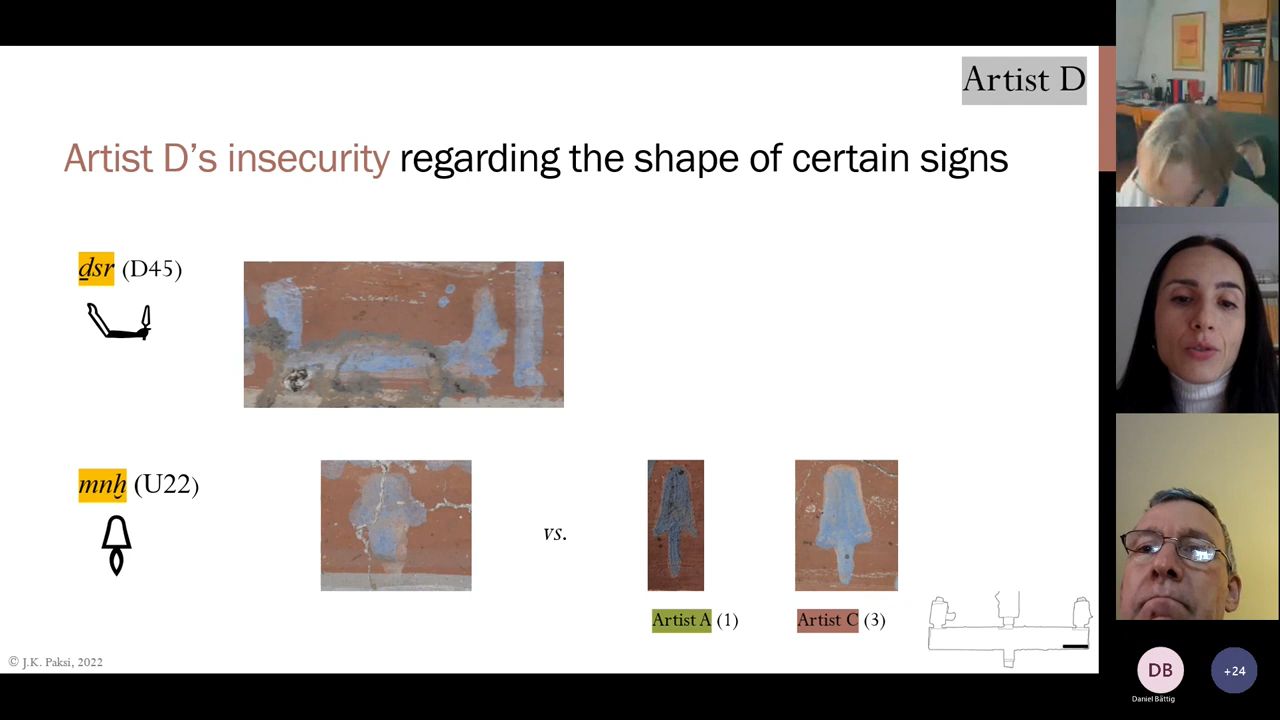 Artist D
Artist D's insecurity regarding the shape of certain signs
ḏsr (D45)
mnḫ (U22)
vs.
Artist A (1)
Artist C (3)
© J.K. Paksi, 2022
DB
+24
Daniel Bättig